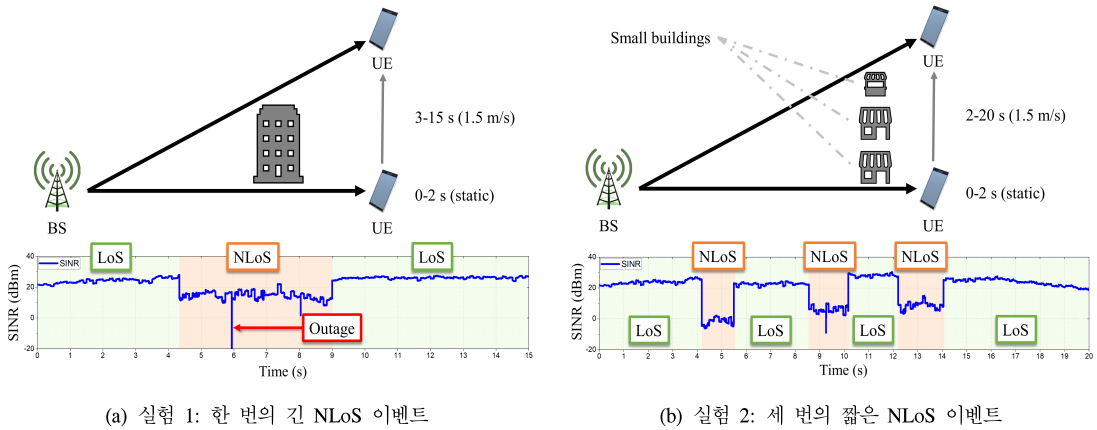 UE
3-15 s (1.5 m/s)
BS
UE
0-2 s (static)
LoS
NLoS
LoS
SINR
Outage
SINR (dBm)
40
20
0
-20
0 1 2 3 4 5 6 7 8 9 10 11 12 13 14 15
Time (s)
(a) 실험 1: 한 번의 긴 NLoS 이벤트
Small buildings
UE
2-20 s (1.5 m/s)
BS
UE
0-2 s (static)
NLoS
NLoS
NLoS
SINR
LoS
LoS
LoS
LoS
SINR (dBm)
40
20
0
-20
0 1 2 3 4 5 6 7 8 9 10 11 12 13 14 15 16 17 18 19 20
Time (s)
(b) 실험 2: 세 번의 짧은 NLoS 이벤트